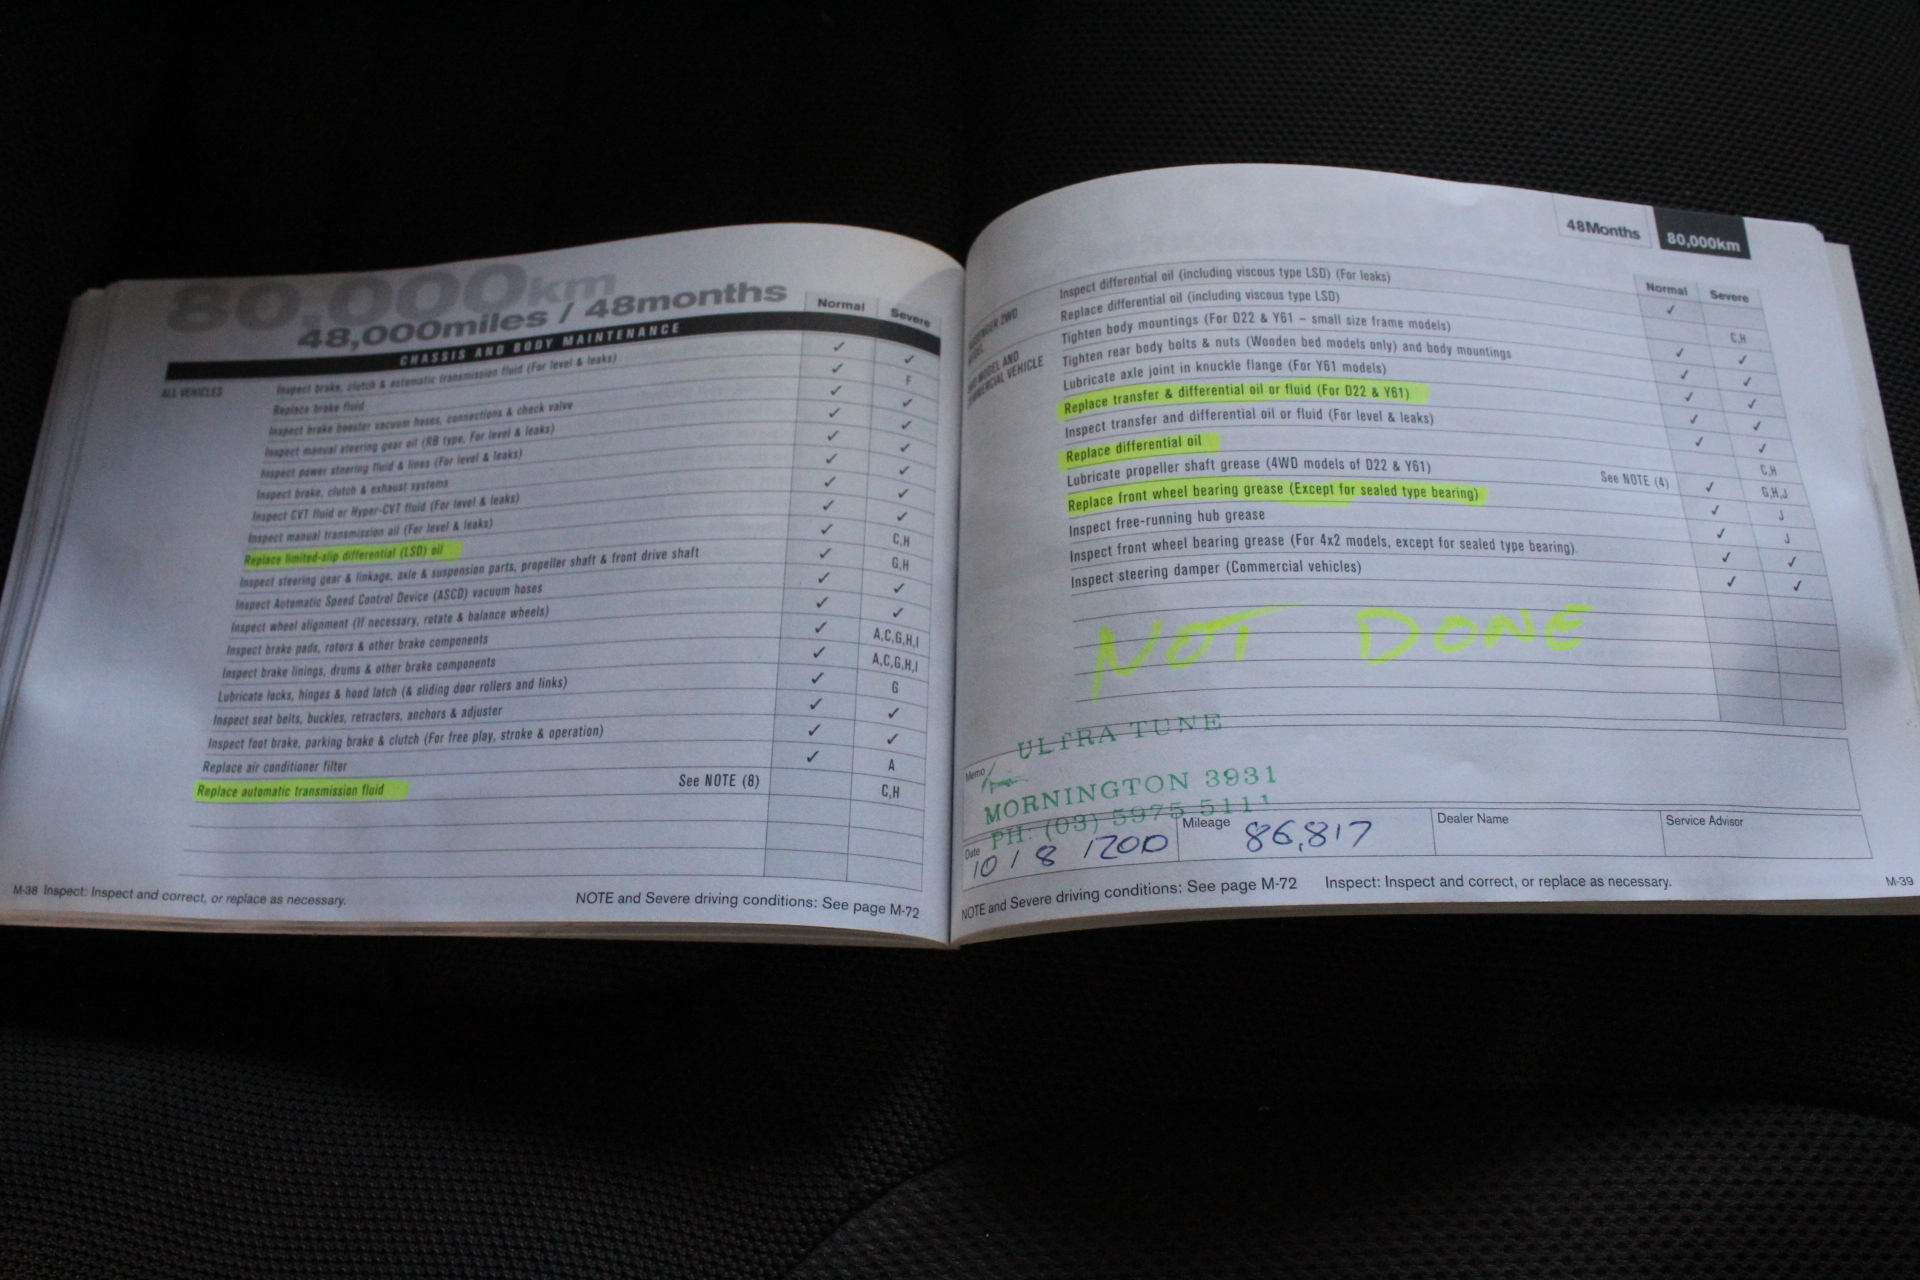 80,000km
48,000miles / 48months
Normal Severe
CHASSIS AND BODY MAINTENANCE
ALL VEHICLES
Inspect brake, clutch & automatic transmission fluid (For level & leaks) ✓ ✓
Replace brake fluid ✓ F
Inspect brake booster vacuum hoses, connections & check valve ✓ ✓
Inspect manual steering gear oil (RB type, For level & leaks) ✓ ✓
Inspect power steering fluid & lines (For level & leaks) ✓ ✓
Inspect brake, clutch & exhaust systems ✓ ✓
Inspect CVT fluid or Hyper-CVT fluid (For level & leaks) ✓ ✓
Inspect manual transmission oil (For level & leaks) ✓ ✓
Replace limited-slip differential (LSD) oil ✓ C,H
Inspect steering gear & linkage, axle & suspension parts, propeller shaft & front drive shaft ✓ G,H
Inspect Automatic Speed Control Device (ASCD) vacuum hoses ✓ ✓
Inspect wheel alignment (If necessary, rotate & balance wheels) ✓ ✓
Inspect brake pads, rotors & other brake components ✓ A,C,G,H,I
Inspect brake linings, drums & other brake components ✓ A,C,G,H,I
Lubricate locks, hinges & hood latch (& sliding door rollers and links) ✓ G
Inspect seat belts, buckles, retractors, anchors & adjuster ✓ ✓
Inspect foot brake, parking brake & clutch (For free play, stroke & operation) ✓ ✓
Replace air conditioner filter ✓ A
Replace automatic transmission fluid See NOTE (8) C,H
M-38 Inspect: Inspect and correct, or replace as necessary.
NOTE and Severe driving conditions: See page M-72
48Months 80,000km
Normal Severe
Inspect differential oil (including viscous type LSD) (For leaks) ✓
Replace differential oil (including viscous type LSD) C,H
Tighten body mountings (For D22 & Y61 – small size frame models) ✓ ✓
Tighten rear body bolts & nuts (Wooden bed models only) and body mountings ✓ ✓
Lubricate axle joint in knuckle flange (For Y61 models) ✓ ✓
Replace transfer & differential oil or fluid (For D22 & Y61) ✓ ✓
Inspect transfer and differential oil or fluid (For level & leaks) ✓ ✓
Replace differential oil C,H
Lubricate propeller shaft grease (4WD models of D22 & Y61) See NOTE (4) ✓ G,H,J
Replace front wheel bearing grease (Except for sealed type bearing) ✓ J
Inspect free-running hub grease ✓ J
Inspect front wheel bearing grease (For 4x2 models, except for sealed type bearing) ✓ ✓
Inspect steering damper (Commercial vehicles) ✓ ✓
NOT DONE
ULTRA TUNE
Memo
MORNINGTON 3931
PH: (03) 5975 5111
Date 10 / 8 /
Mileage 86,817
Dealer Name
Service Advisor
NOTE and Severe driving conditions: See page M-72 Inspect: Inspect and correct, or replace as necessary.
M-39